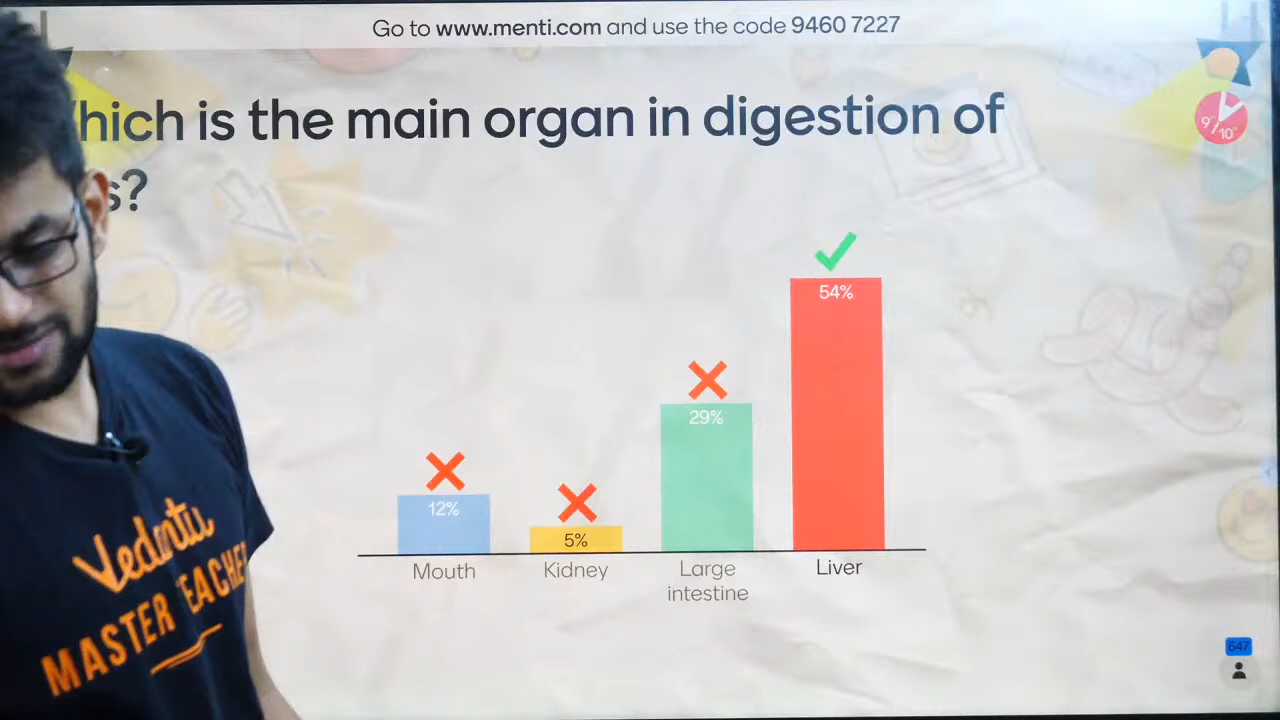 Go to www.menti.com and use the code 9460 7227
hich is the main organ in digestion of
s?
9/10
54%
29%
12%
5%
Mouth
Kidney
Large
intestine
Liver
Vedantu
MASTER TEACHER
647